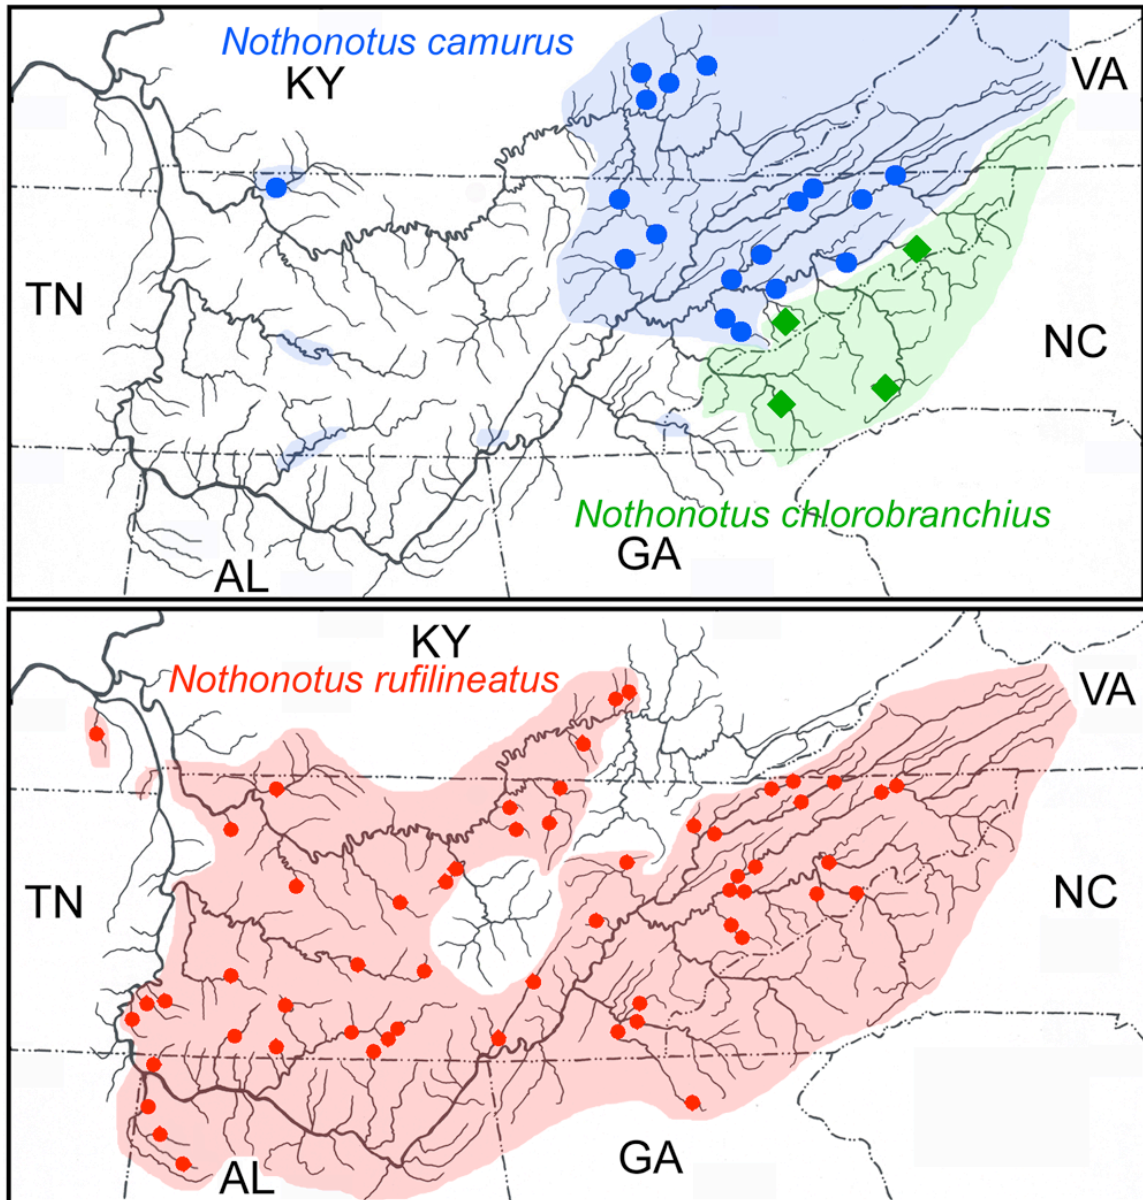 Nothonotus camurus
KY
VA
TN
NC
Nothonotus chlorobranchius
GA
AL
KY
Nothonotus rufilineatus
VA
TN
NC
GA
AL